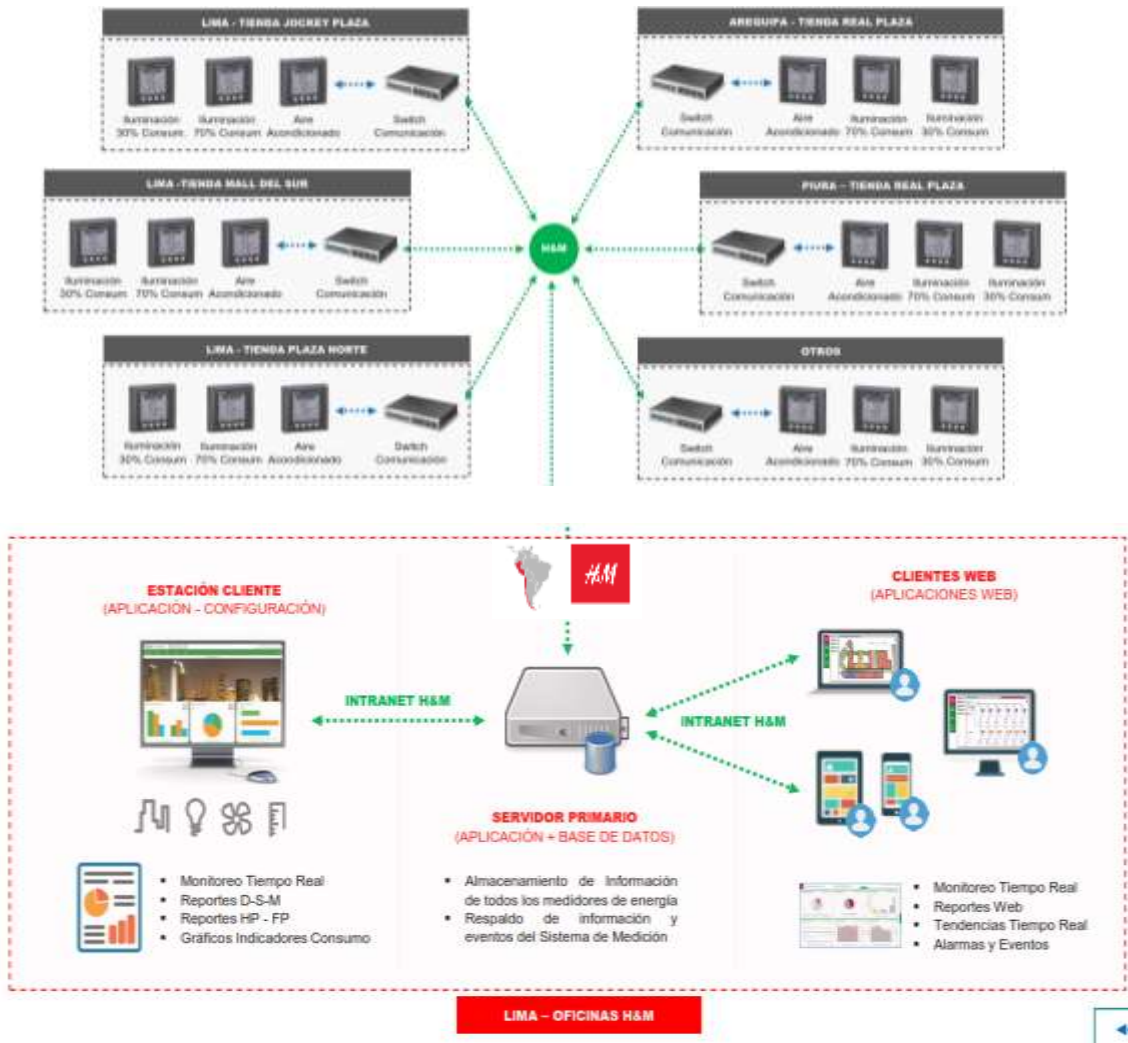 LIMA - TIENDA JOCKEY PLAZA
Iluminación
30% Consum.
Iluminación
70% Consum
Aire
Acondicionado
Switch
Comunicación
AREQUIPA - TIENDA REAL PLAZA
Switch
Comunicación
Aire
Acondicionado
Iluminación
70% Consum
Iluminación
30% Consum
LIMA -TIENDA MALL DEL SUR
Iluminación
30% Consum
Iluminación
70% Consum
Aire
Acondicionado
Switch
Comunicación
H&M
PIURA – TIENDA REAL PLAZA
Switch
Comunicación
Aire
Acondicionado
Iluminación
70% Consum
Iluminación
30% Consum
LIMA - TIENDA PLAZA NORTE
Iluminación
30% Consum
Iluminación
70% Consum
Aire
Acondicionado
Switch
Comunicación
OTROS
Switch
Comunicación
Aire
Acondicionado
Iluminación
70% Consum
Iluminación
30% Consum
H&M
ESTACIÓN CLIENTE
(APLICACIÓN - CONFIGURACIÓN)
INTRANET H&M
▪ Monitoreo Tiempo Real
▪ Reportes D-S-M
▪ Reportes HP - FP
▪ Gráficos Indicadores Consumo
SERVIDOR PRIMARIO
(APLICACIÓN + BASE DE DATOS)
▪ Almacenamiento de Información
de todos los medidores de energía
▪ Respaldo de información y
eventos del Sistema de Medición
CLIENTES WEB
(APLICACIONES WEB)
INTRANET H&M
▪ Monitoreo Tiempo Real
▪ Reportes Web
▪ Tendencias Tiempo Real
▪ Alarmas y Eventos
LIMA – OFICINAS H&M